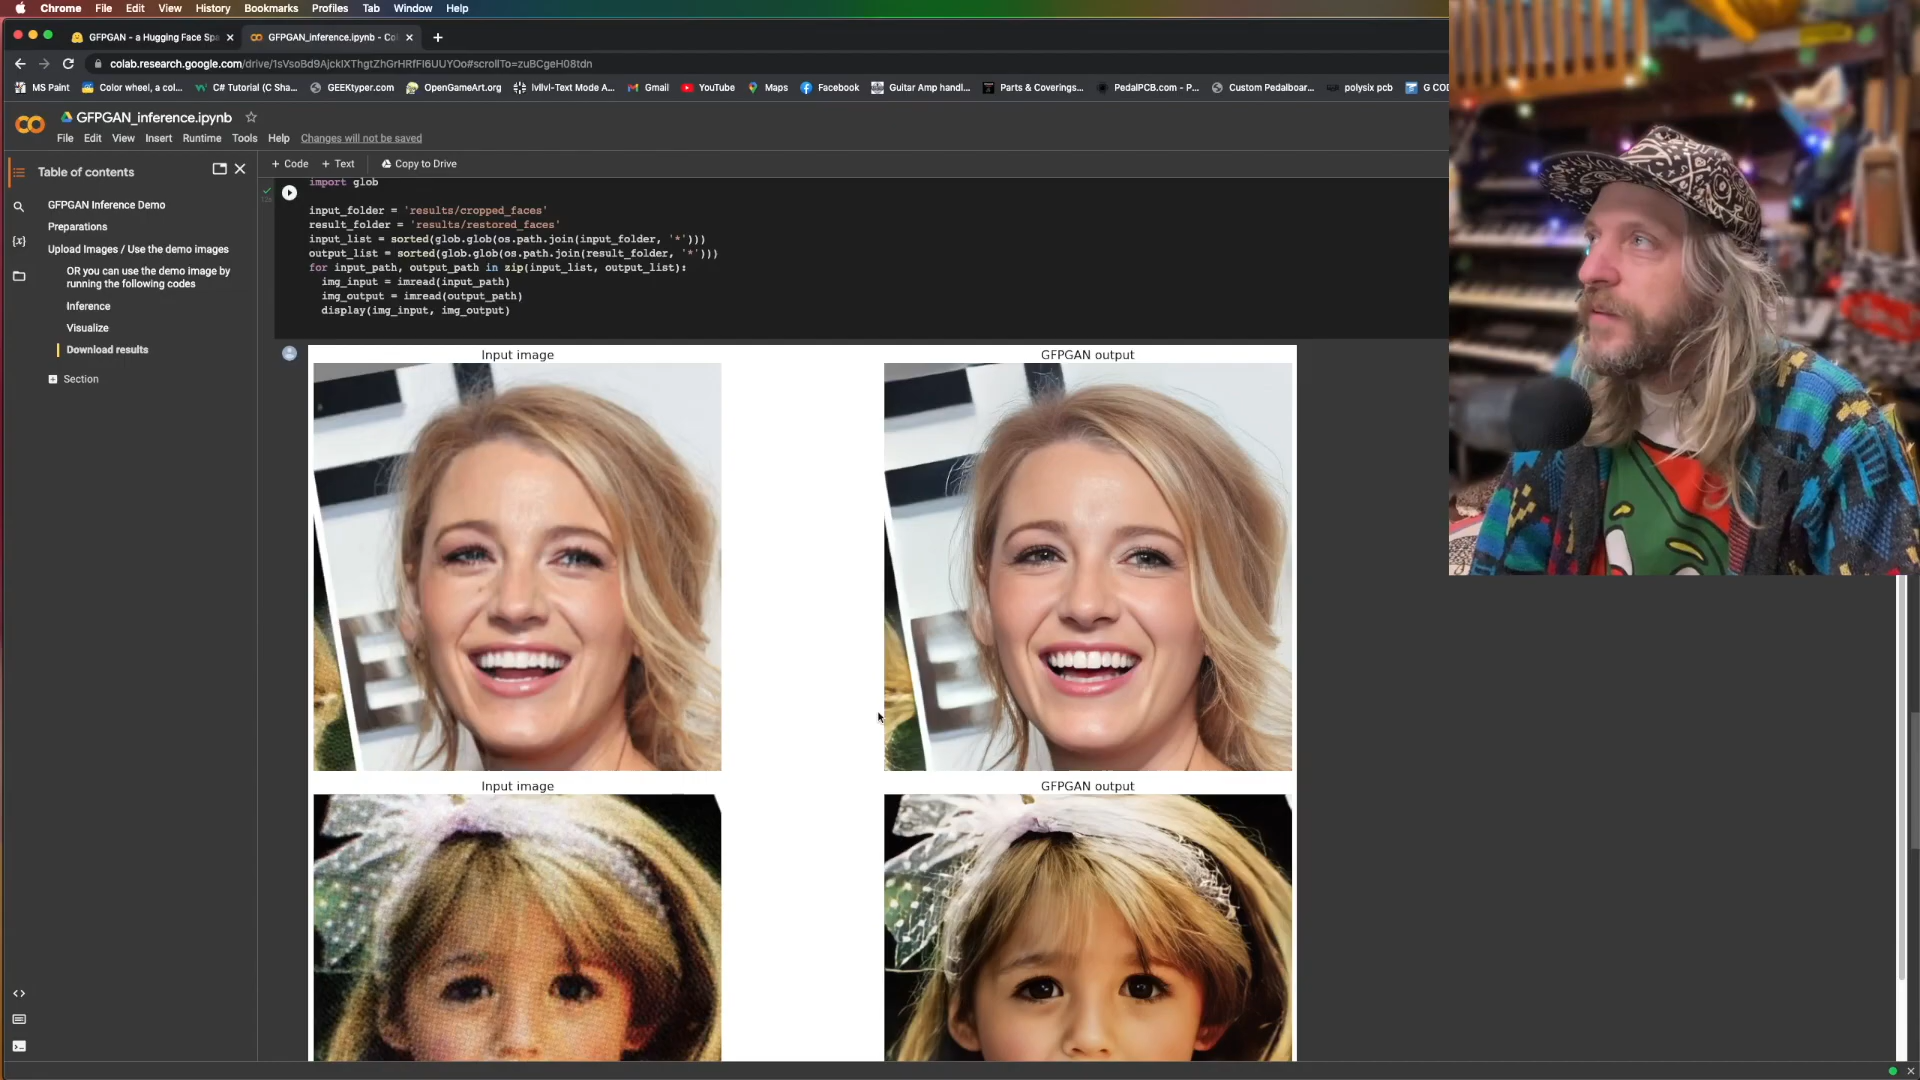 Chrome File Edit View History Bookmarks Profiles Tab Window Help
GFPGAN - a Hugging Face Spa
GFPGAN_inference.ipynb - Co
colab.research.google.com/drive/1sVsoBd9AjckIXThgtZhGrHRfFI6UUYOo#scrollTo=zuBCgeH08tdn
MS Paint Color wheel, a col... C# Tutorial (C Sha... GEEKtyper.com OpenGameArt.org lvllvl-Text Mode A... Gmail YouTube Maps Facebook Guitar Amp handl... Parts & Coverings... PedalPCB.com - P... Custom Pedalboar... polysix pcb G COD
GFPGAN_inference.ipynb
File Edit View Insert Runtime Tools Help Changes will not be saved
Table of contents
GFPGAN Inference Demo
Preparations
Upload Images / Use the demo images
OR you can use the demo image by
running the following codes
Inference
Visualize
Download results
Section
+ Code + Text Copy to Drive
import glob
input_folder = 'results/cropped_faces'
result_folder = 'results/restored_faces'
input_list = sorted(glob.glob(os.path.join(input_folder, '*')))
output_list = sorted(glob.glob(os.path.join(result_folder, '*')))
for input_path, output_path in zip(input_list, output_list):
img_input = imread(input_path)
img_output = imread(output_path)
display(img_input, img_output)
Input image
GFPGAN output
Input image
GFPGAN output